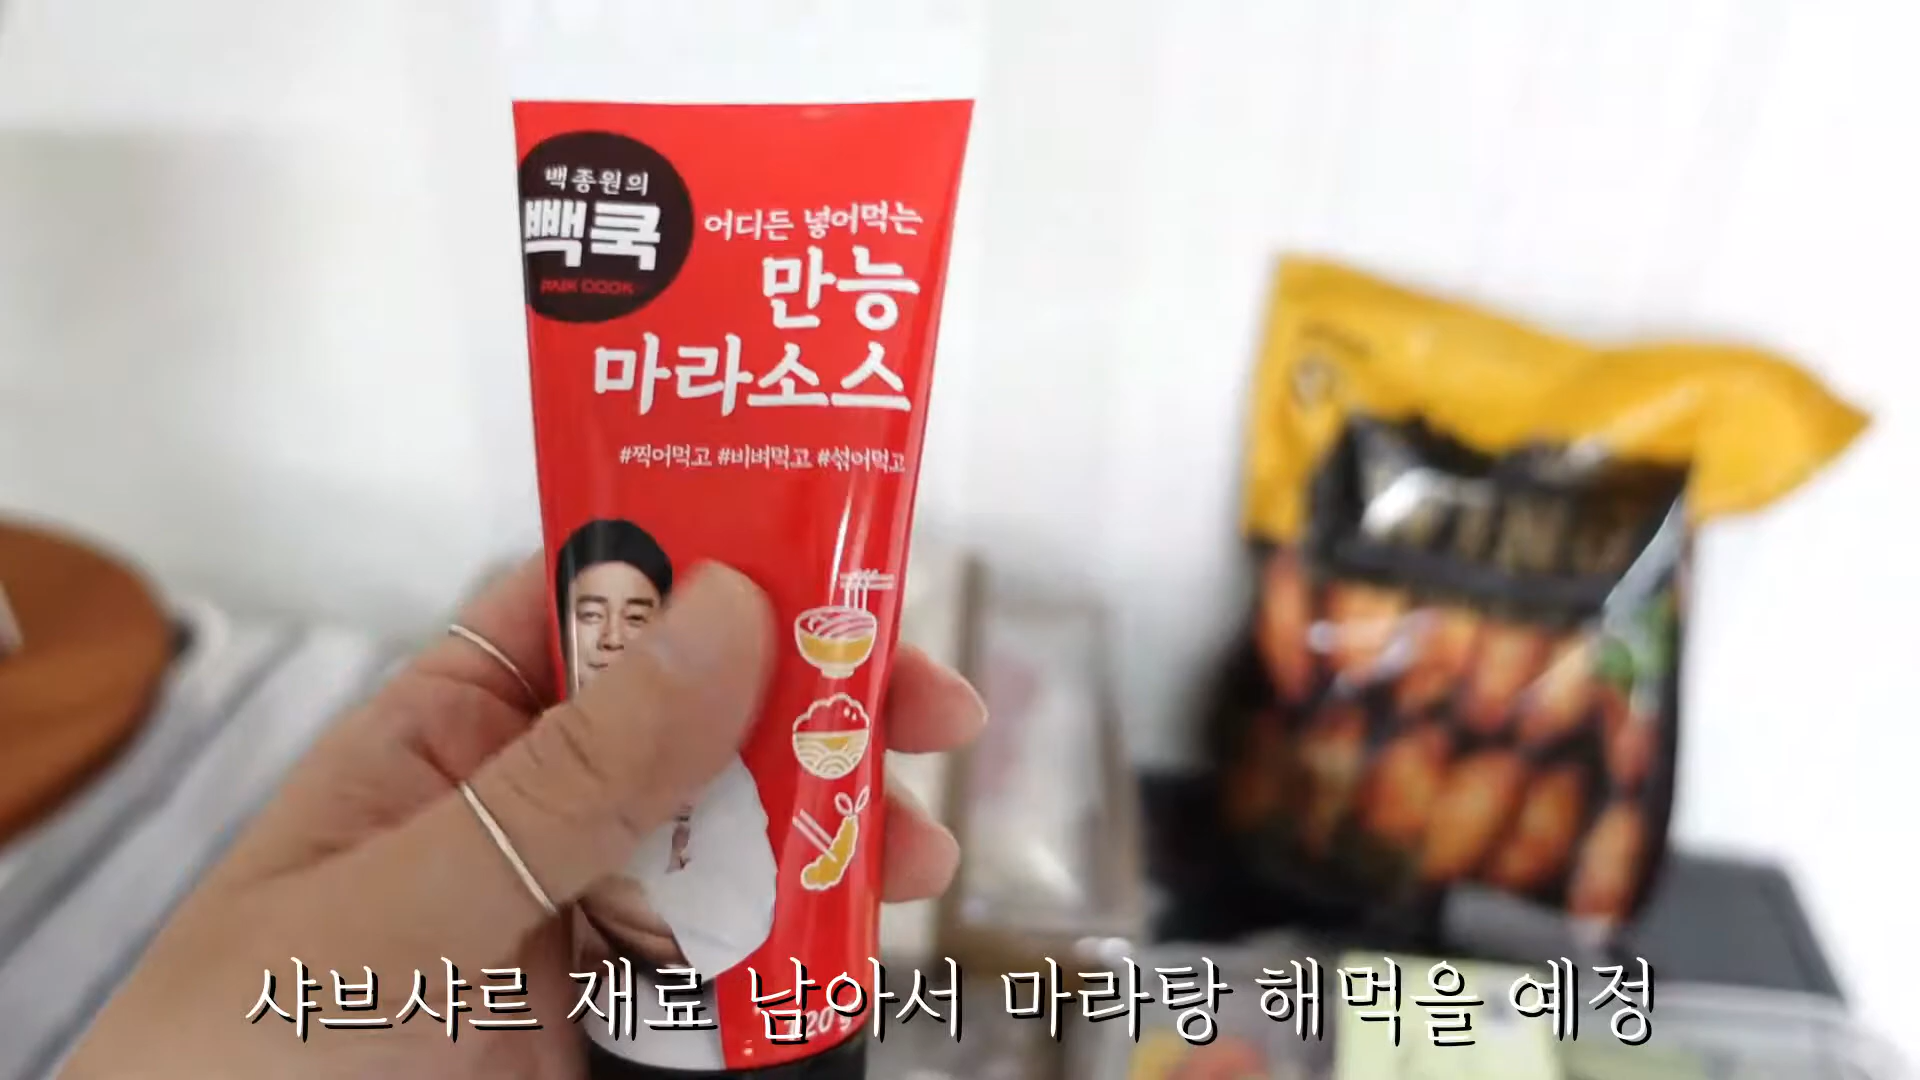 백종원의
빽쿡
PAIK COOK
어디든 넣어먹는
만능
마라소스
#찍어먹고 #비벼먹고 #섞어먹고
샤브샤르 재료 남아서 마라탕 해먹을 예정